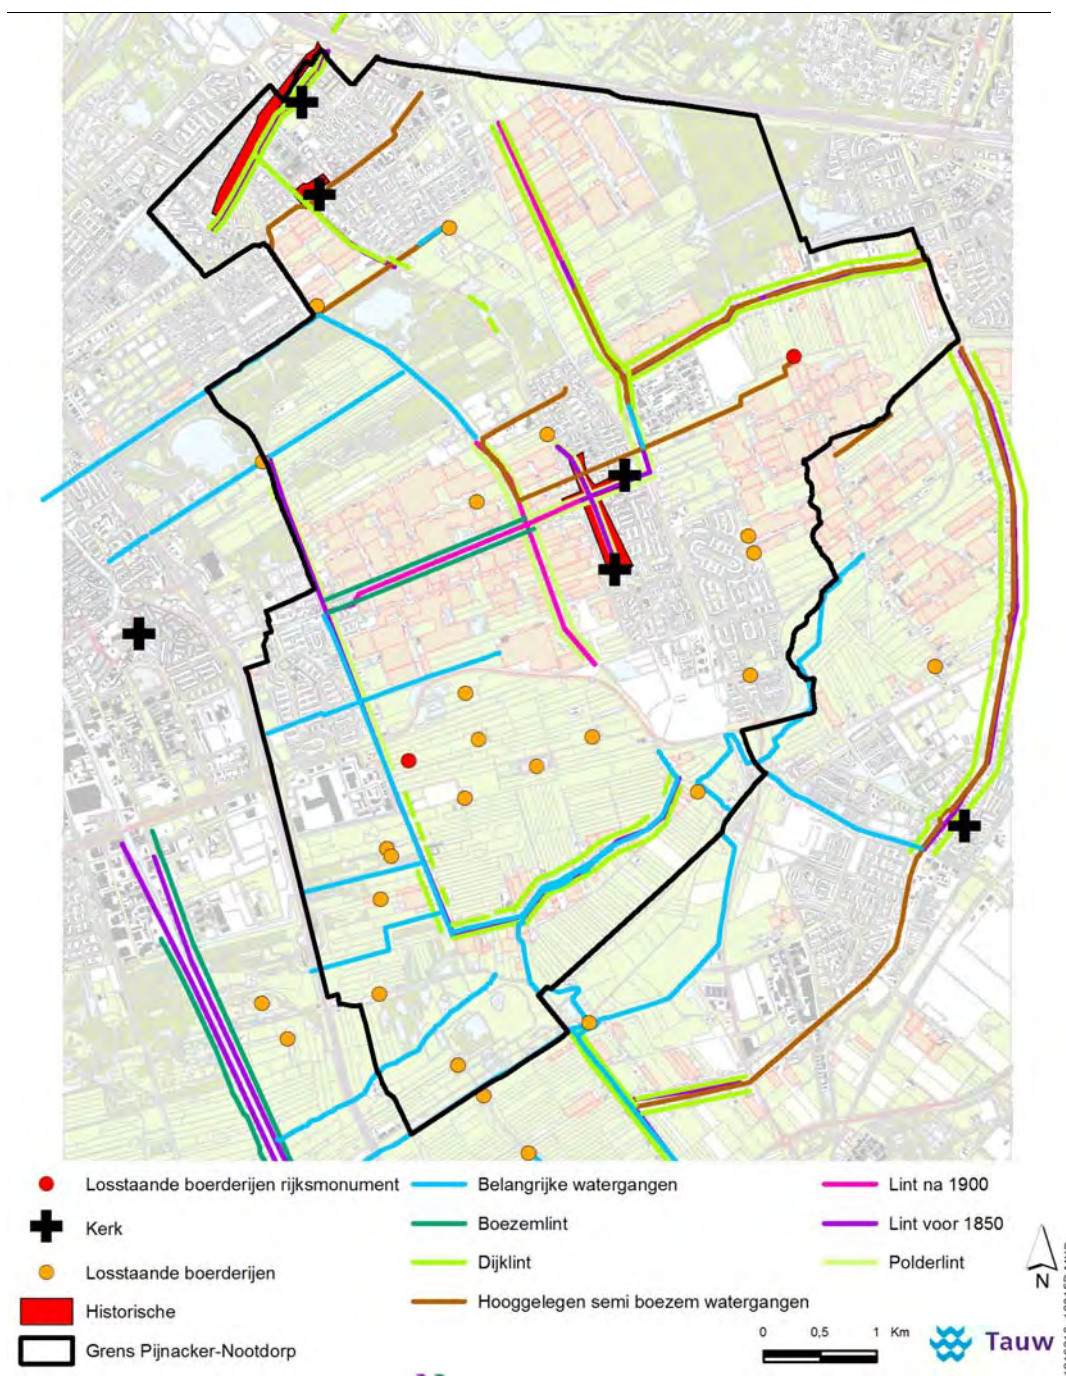 Losstaande boerderijen rijksmonument
Kerk
Losstaande boerderijen
Historische
Grens Pijnacker-Nootdorp
Belangrijke watergangen
Boezemlint
Dijklint
Hooggelegen semi boezem watergangen
Lint na 1900
Lint voor 1850
Polderlint
N
0 0,5 1 Km
Tauw